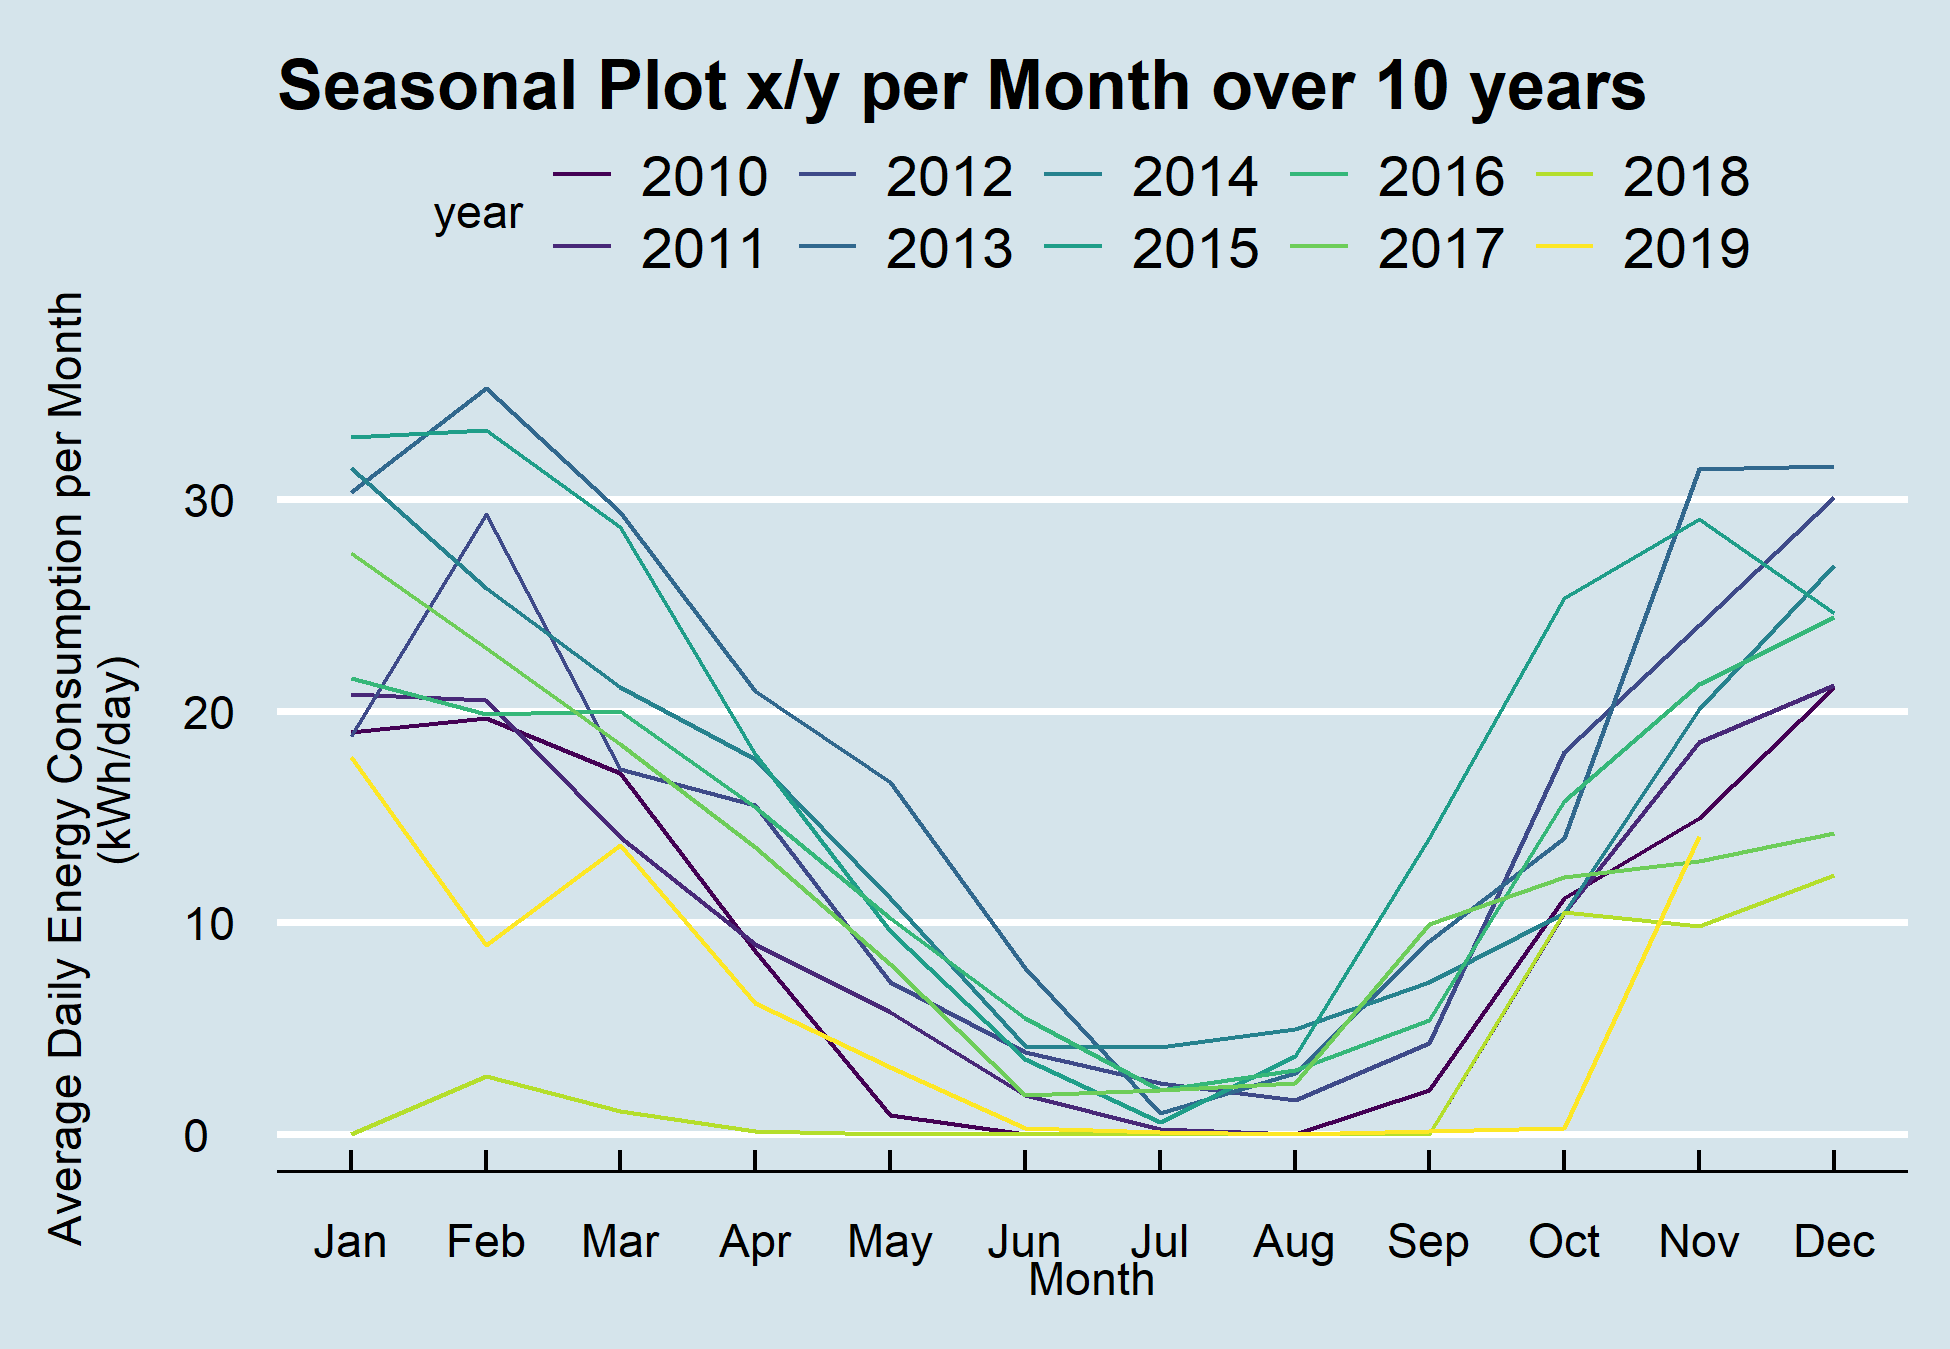 Seasonal Plot x/y per Month over 10 years
year
2010 2012 2014 2016 2018
2011 2013 2015 2017 2019
Average Daily Energy Consumption per Month
(kWh/day)
30
20
10
0
Jan Feb Mar Apr May Jun Jul Aug Sep Oct Nov Dec
Month